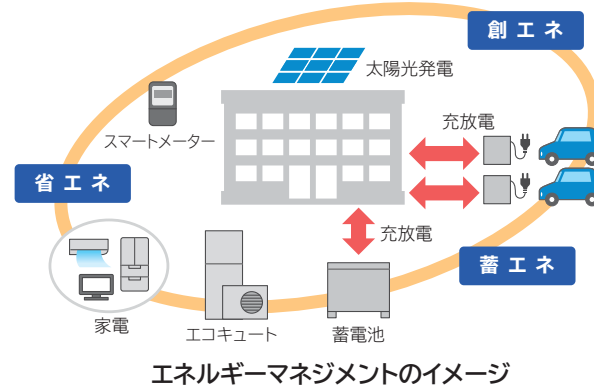 創エネ
太陽光発電
スマートメーター
充放電
省エネ
充放電
蓄エネ
家電
エコキュート
蓄電池
エネルギーマネジメントのイメージ